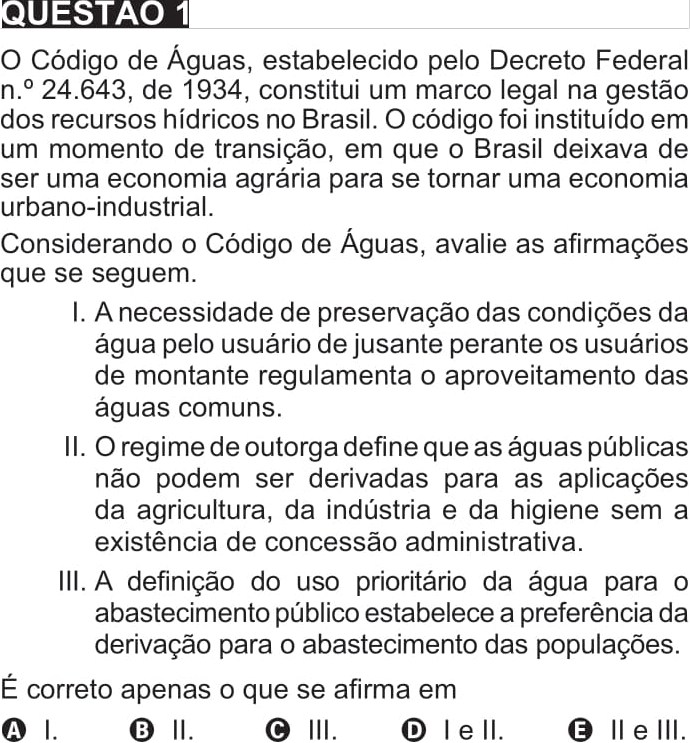 QUESTÃO 1
O Código de Águas, estabelecido pelo Decreto Federal
n.º 24.643, de 1934, constitui um marco legal na gestão
dos recursos hídricos no Brasil. O código foi instituído em
um momento de transição, em que o Brasil deixava de
ser uma economia agrária para se tornar uma economia
urbano-industrial.
Considerando o Código de Águas, avalie as afirmações
que se seguem.
I. A necessidade de preservação das condições da
água pelo usuário de jusante perante os usuários
de montante regulamenta o aproveitamento das
águas comuns.
II. O regime de outorga define que as águas públicas
não podem ser derivadas para as aplicações
da agricultura, da indústria e da higiene sem a
existência de concessão administrativa.
III. A definição do uso prioritário da água para o
abastecimento público estabelece a preferência da
derivação para o abastecimento das populações.
É correto apenas o que se afirma em
A I. B II. C III. D I e II. E II e III.